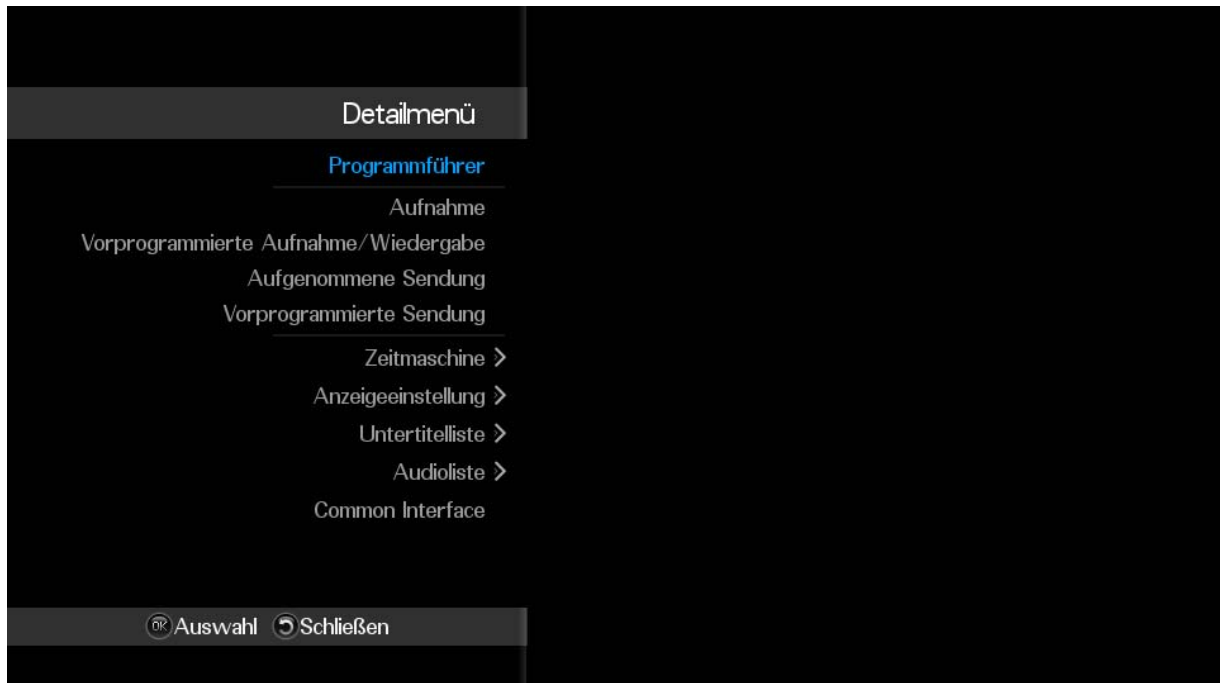 Detailmenü
Programmführer
Aufnahme
Vorprogrammierte Aufnahme/Wiedergabe
Aufgenommene Sendung
Vorprogrammierte Sendung
Zeitmaschine >
Anzeigeeinstellung >
Untertitelliste >
Audioliste >
Common Interface
OK Auswahl Schließen